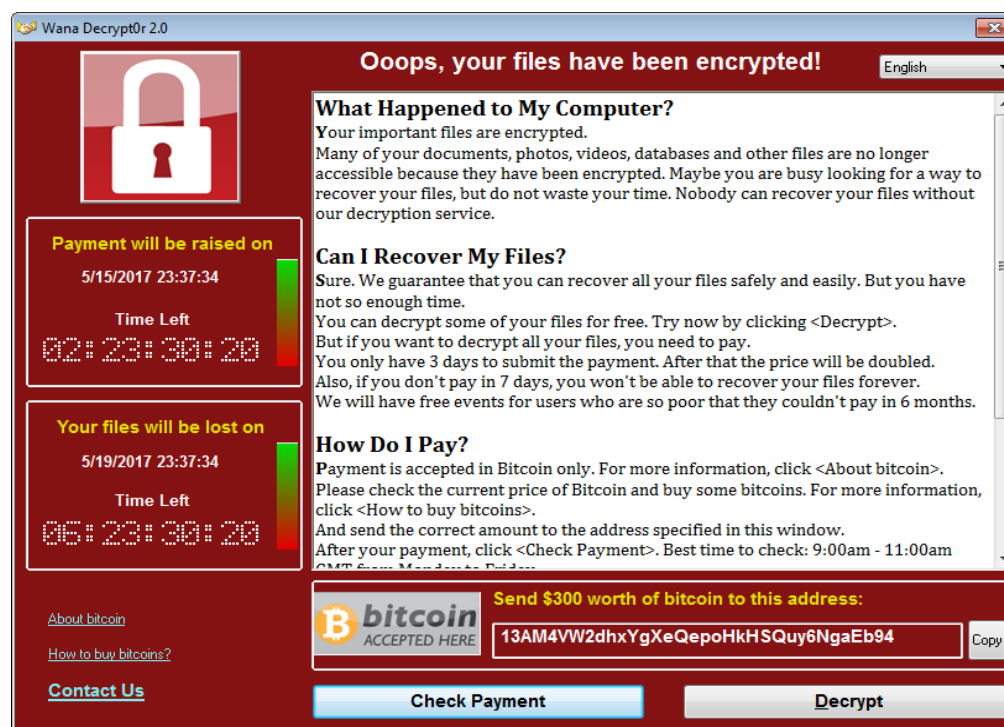 Wana Decrypt0r 2.0
Ooops, your files have been encrypted!
English
What Happened to My Computer?
Your important files are encrypted.
Many of your documents, photos, videos, databases and other files are no longer
accessible because they have been encrypted. Maybe you are busy looking for a way to
recover your files, but do not waste your time. Nobody can recover your files without
our decryption service.
Can I Recover My Files?
Sure. We guarantee that you can recover all your files safely and easily. But you have
not so enough time.
You can decrypt some of your files for free. Try now by clicking <Decrypt>.
But if you want to decrypt all your files, you need to pay.
You only have 3 days to submit the payment. After that the price will be doubled.
Also, if you don't pay in 7 days, you won't be able to recover your files forever.
We will have free events for users who are so poor that they couldn't pay in 6 months.
How Do I Pay?
Payment is accepted in Bitcoin only. For more information, click <About bitcoin>.
Please check the current price of Bitcoin and buy some bitcoins. For more information,
click <How to buy bitcoins>.
And send the correct amount to the address specified in this window.
After your payment, click <Check Payment>. Best time to check: 9:00am - 11:00am
GMT from Monday to Friday.
Payment will be raised on
5/15/2017 23:37:34
Time Left
02:23:30:20
Your files will be lost on
5/19/2017 23:37:34
Time Left
06:23:30:20
About bitcoin
How to buy bitcoins?
Contact Us
bitcoin
ACCEPTED HERE
Send $300 worth of bitcoin to this address:
13AM4VW2dhxYgXeQepoHkHSQuy6NgaEb94
Copy
Check Payment
Decrypt